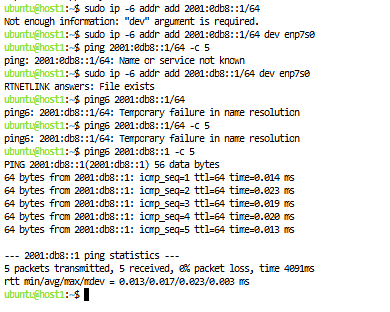 ubuntu@host1:~$ sudo ip -6 addr add 2001:0db8::1/64
Not enough information: "dev" argument is required.
ubuntu@host1:~$ sudo ip -6 addr add 2001:0db8::1/64 dev enp7s0
ubuntu@host1:~$ ping 2001:0db8::1/64 -c 5
ping: 2001:0db8::1/64: Name or service not known
ubuntu@host1:~$ sudo ip -6 addr add 2001:0db8::1/64 dev enp7s0
RTNETLINK answers: File exists
ubuntu@host1:~$ ping6 2001:db8::1/64
ping6: 2001:db8::1/64: Temporary failure in name resolution
ubuntu@host1:~$ ping6 2001:db8::1/64 -c 5
ping6: 2001:db8::1/64: Temporary failure in name resolution
ubuntu@host1:~$ ping6 2001:db8::1 -c 5
PING 2001:db8::1(2001:db8::1) 56 data bytes
64 bytes from 2001:db8::1: icmp_seq=1 ttl=64 time=0.014 ms
64 bytes from 2001:db8::1: icmp_seq=2 ttl=64 time=0.023 ms
64 bytes from 2001:db8::1: icmp_seq=3 ttl=64 time=0.019 ms
64 bytes from 2001:db8::1: icmp_seq=4 ttl=64 time=0.020 ms
64 bytes from 2001:db8::1: icmp_seq=5 ttl=64 time=0.013 ms
--- 2001:db8::1 ping statistics ---
5 packets transmitted, 5 received, 0% packet loss, time 4091ms
rtt min/avg/max/mdev = 0.013/0.017/0.023/0.003 ms
ubuntu@host1:~$